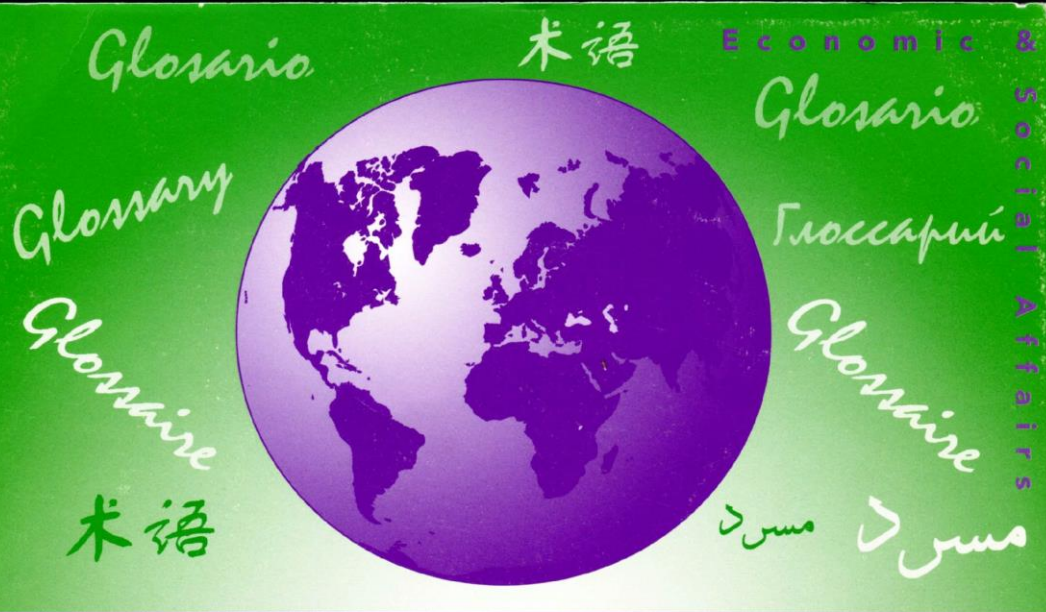 Glosario
术语
Economic & Social Affairs
Glosario
Glossary
Глоссарий
Glossaire
Glossaire
术语
مسرد
مسرد